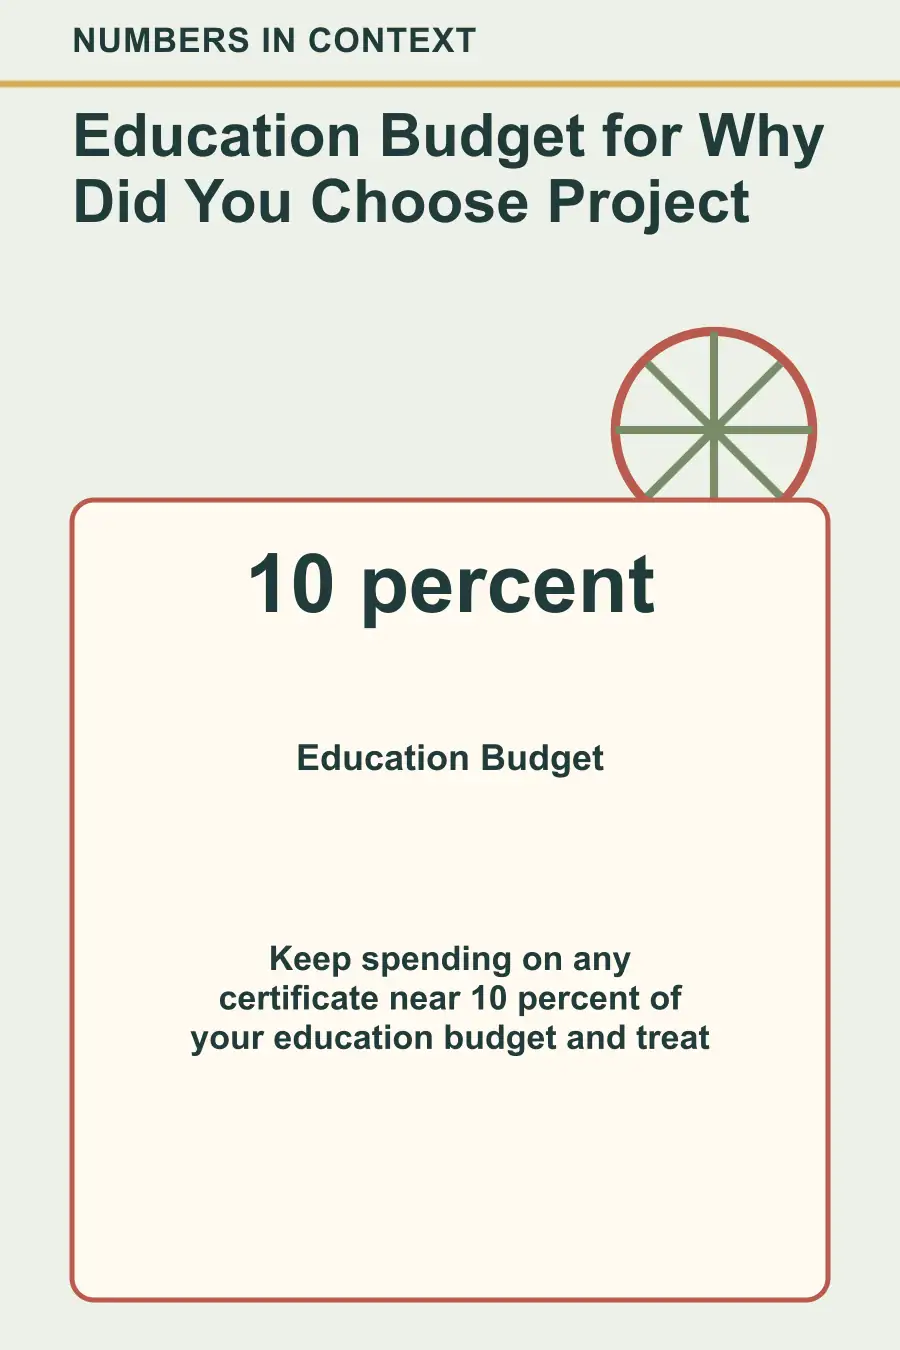 NUMBERS IN CONTEXT
Education Budget for Why
Did You Choose Project
10 percent
Education Budget
Keep spending on any
certificate near 10 percent of
your education budget and treat